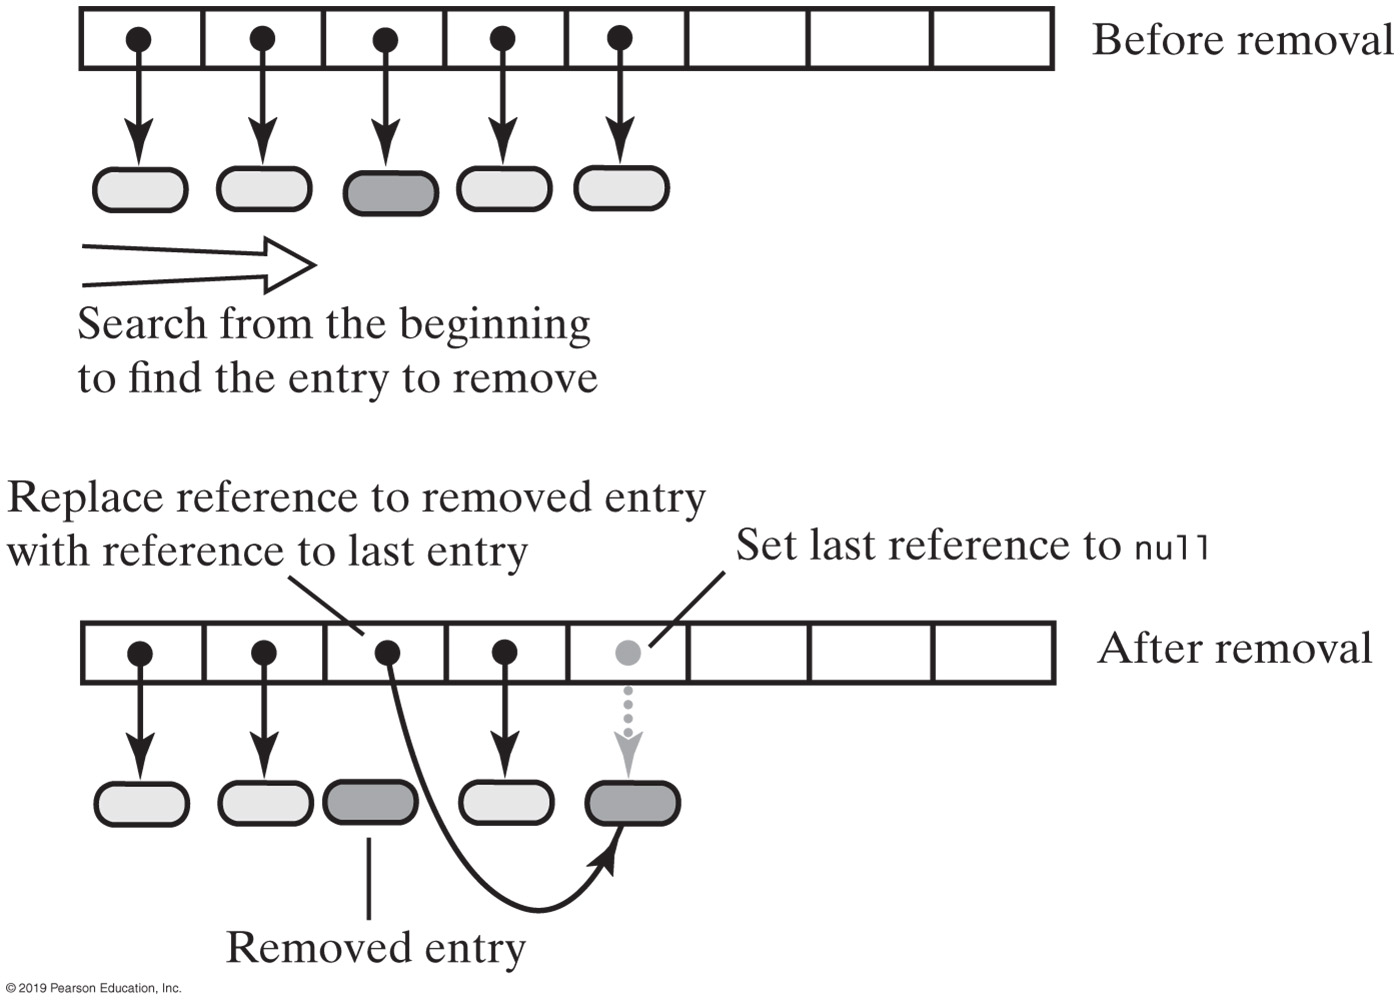 Before removal
Search from the beginning
to find the entry to remove
Replace reference to removed entry
with reference to last entry
Set last reference to null
After removal
Removed entry
© 2019 Pearson Education, Inc.